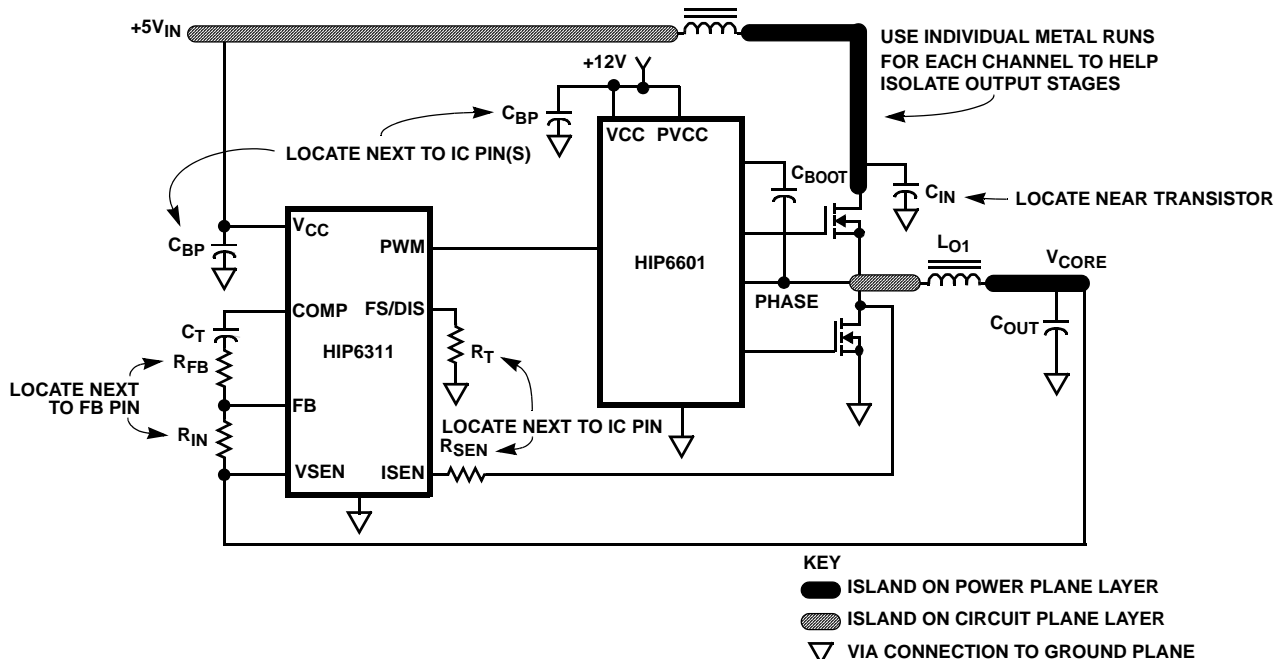 +5VIN
+12V
USE INDIVIDUAL METAL RUNS
FOR EACH CHANNEL TO HELP
ISOLATE OUTPUT STAGES
CBP
VCC PVCC
LOCATE NEXT TO IC PIN(S)
CBOOT
CIN
LOCATE NEAR TRANSISTOR
CBP
VCC
PWM
HIP6601
LO1
VCORE
PHASE
COMP
FS/DIS
CT
HIP6311
RT
COUT
RFB
LOCATE NEXT
TO FB PIN
FB
RIN
LOCATE NEXT TO IC PIN
RSEN
VSEN
ISEN
KEY
ISLAND ON POWER PLANE LAYER
ISLAND ON CIRCUIT PLANE LAYER
VIA CONNECTION TO GROUND PLANE